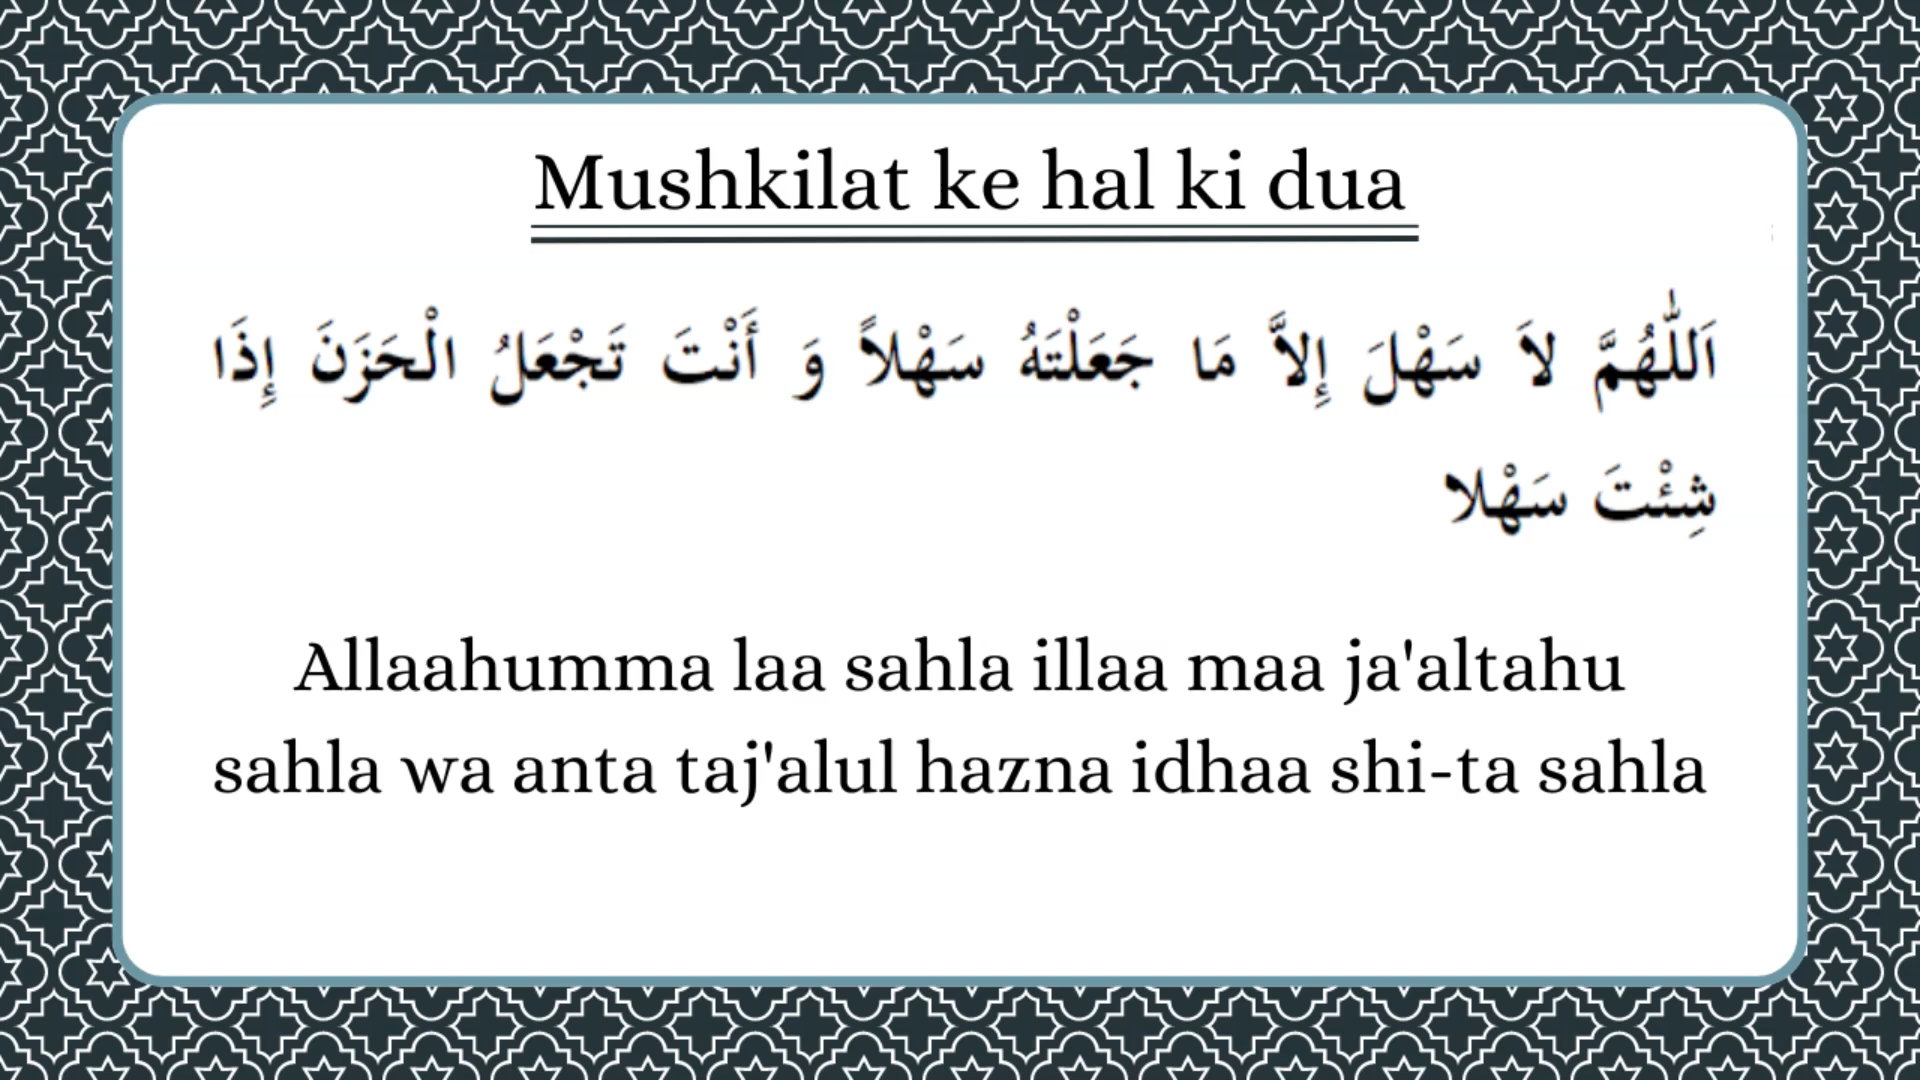 Mushkilat ke hal ki dua
اَللّٰهُمَّ لاَ سَهْلَ إِلاَّ مَا جَعَلْتَهُ سَهْلاً وَ أَنْتَ تَجْعَلُ الْحَزَنَ إِذَا
شِئْتَ سَهْلا
Allaahumma laa sahla illaa maa ja'altahu
sahla wa anta taj'alul hazna idhaa shi-ta sahla